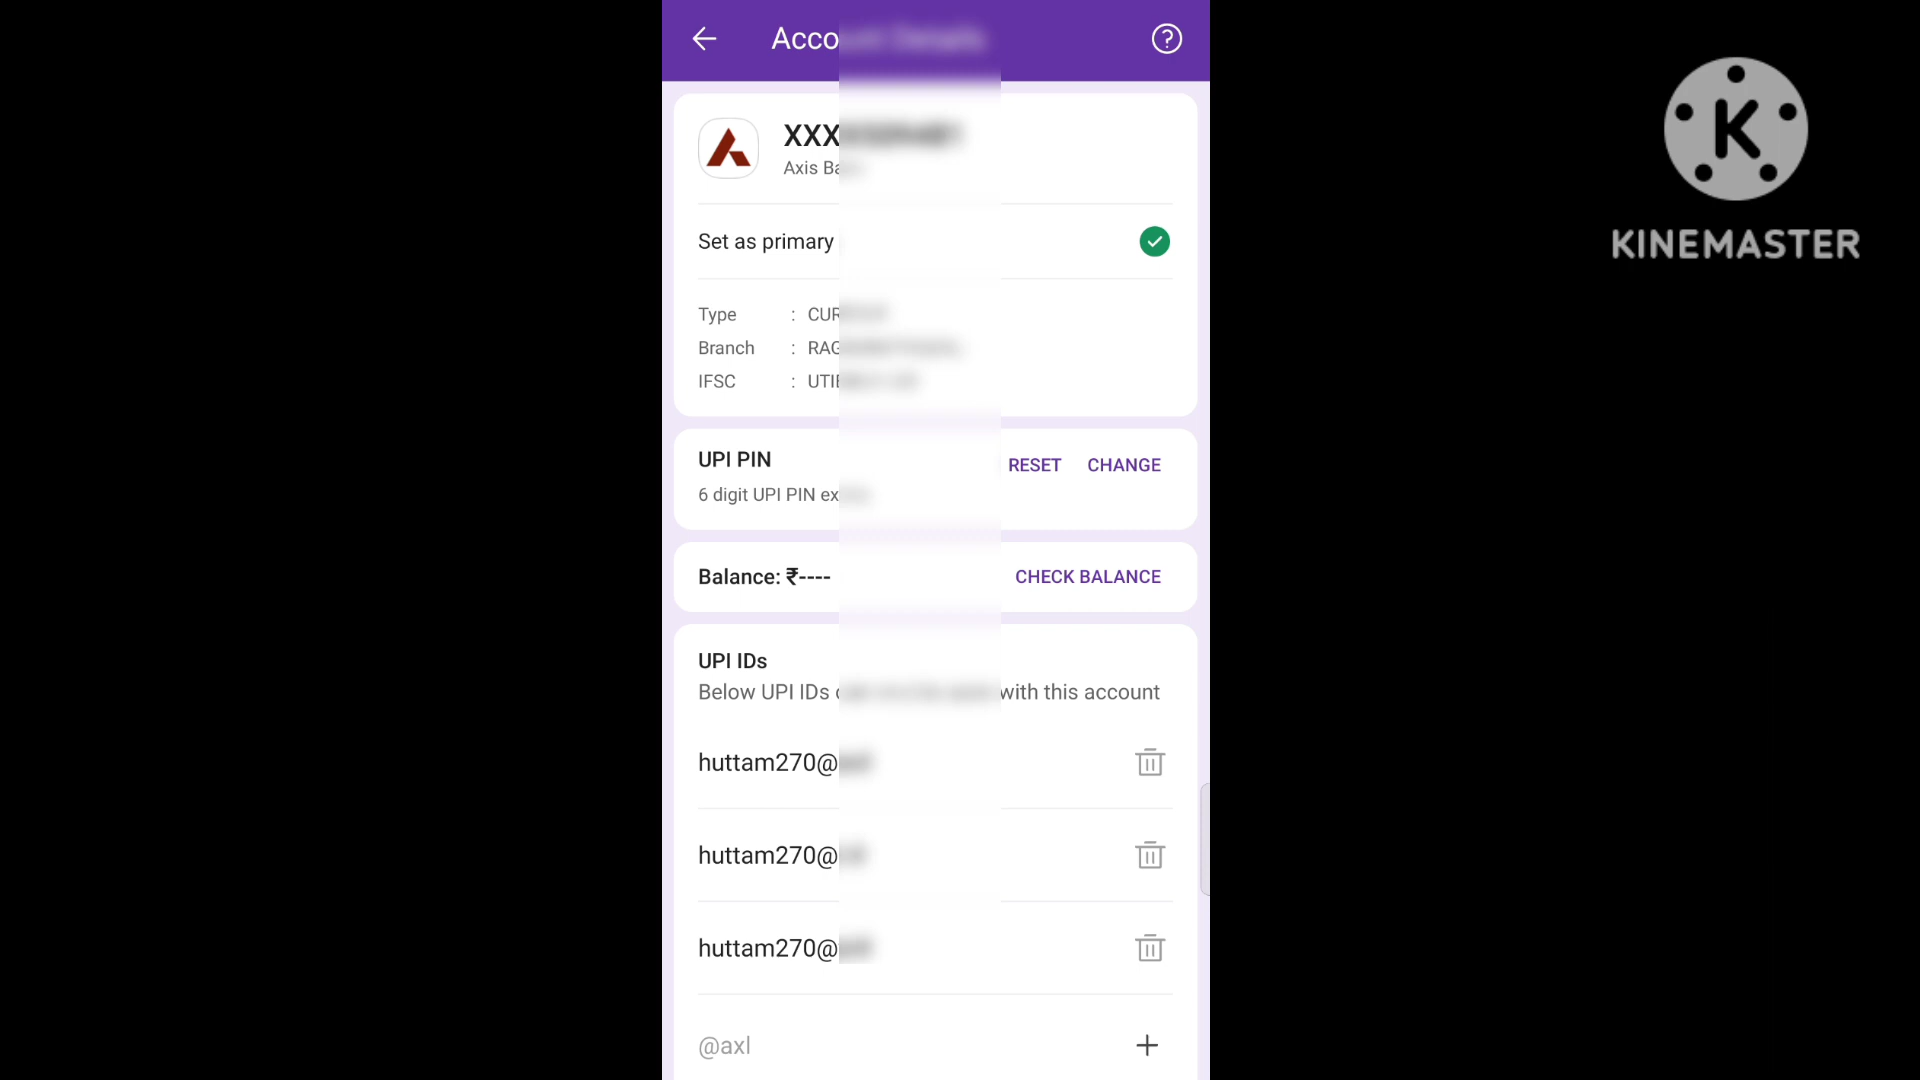 Acco
XXX
Axis Ba
Set as primary
Type : CUR
Branch : RAG
IFSC : UTI
UPI PIN
RESET CHANGE
6 digit UPI PIN ex
Balance: ₹----
CHECK BALANCE
UPI IDs
Below UPI IDs with this account
huttam270@
huttam270@
huttam270@
@axl
K
KINEMASTER